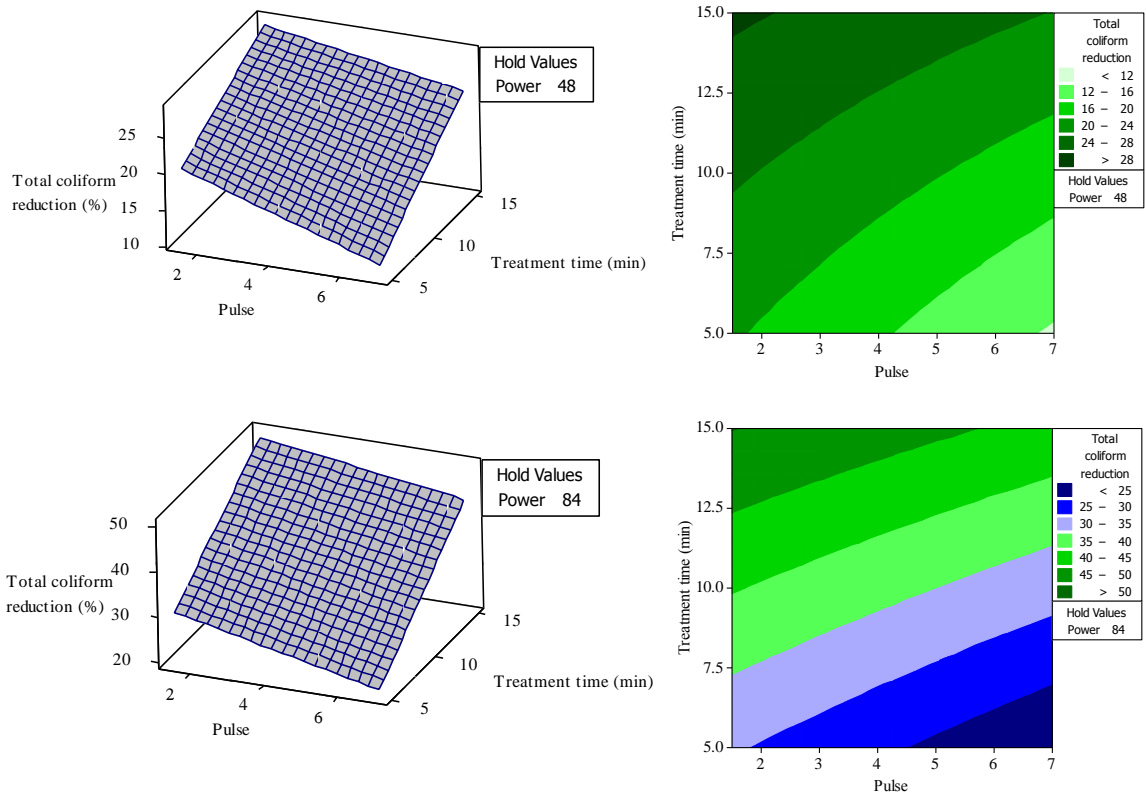 Hold Values
Power 48
25
20
15
10
Total coliform
reduction (%)
2
4
6
Pulse
5
10
15
Treatment time (min)
15.0
12.5
10.0
7.5
5.0
Treatment time (min)
2 3 4 5 6 7
Pulse
Total
coliform
reduction
< 12
12 – 16
16 – 20
20 – 24
24 – 28
> 28
Hold Values
Power 48
Hold Values
Power 84
50
40
30
20
Total coliform
reduction (%)
2
4
6
Pulse
5
10
15
Treatment time (min)
15.0
12.5
10.0
7.5
5.0
Treatment time (min)
2 3 4 5 6 7
Pulse
Total
coliform
reduction
< 25
25 – 30
30 – 35
35 – 40
40 – 45
45 – 50
> 50
Hold Values
Power 84